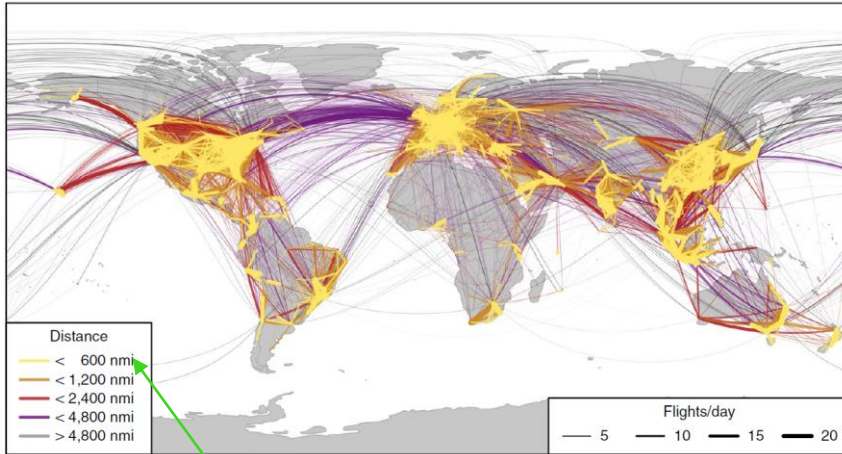 Distance
< 600 nmi
< 1,200 nmi
< 2,400 nmi
< 4,800 nmi
> 4,800 nmi
Flights/day
5 10 15 20